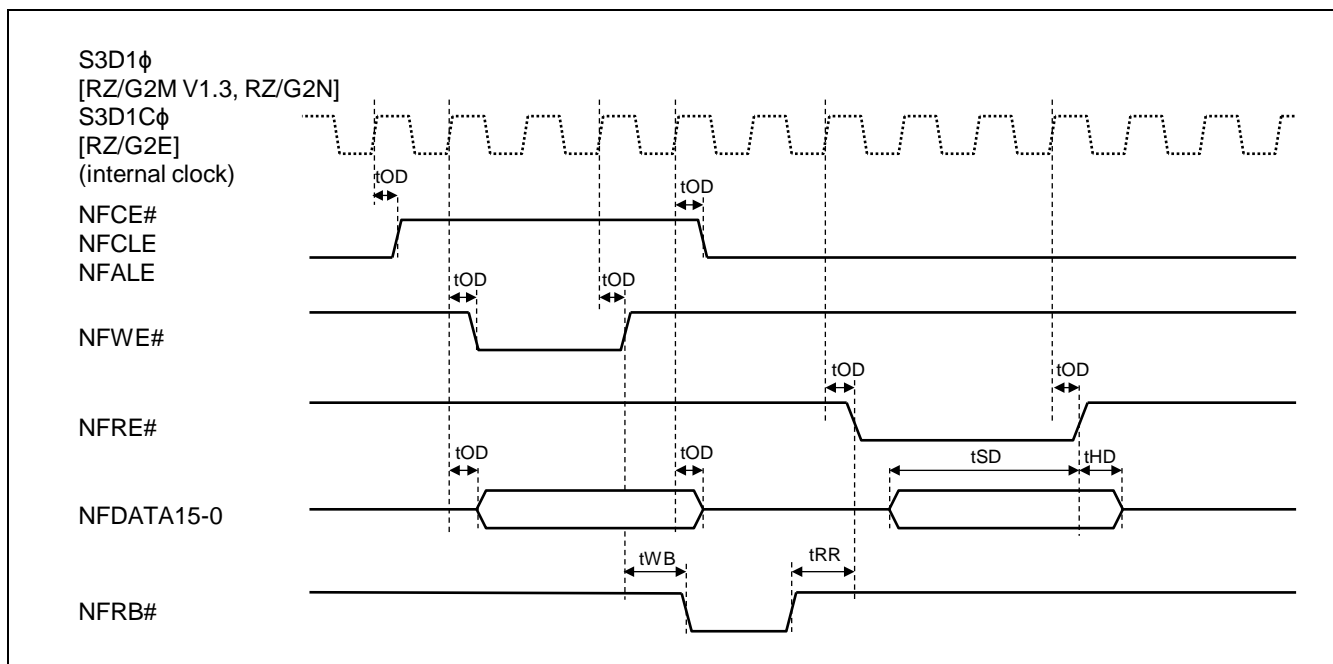 S3D1ϕ
[RZ/G2M V1.3, RZ/G2N]
S3D1Cϕ
[RZ/G2E]
(internal clock)
tOD
tOD
NFCE#
NFCLE
NFALE
tOD
tOD
NFWE#
tOD
tOD
NFRE#
tOD
tOD
tSD
tHD
NFDATA15-0
tWB
tRR
NFRB#